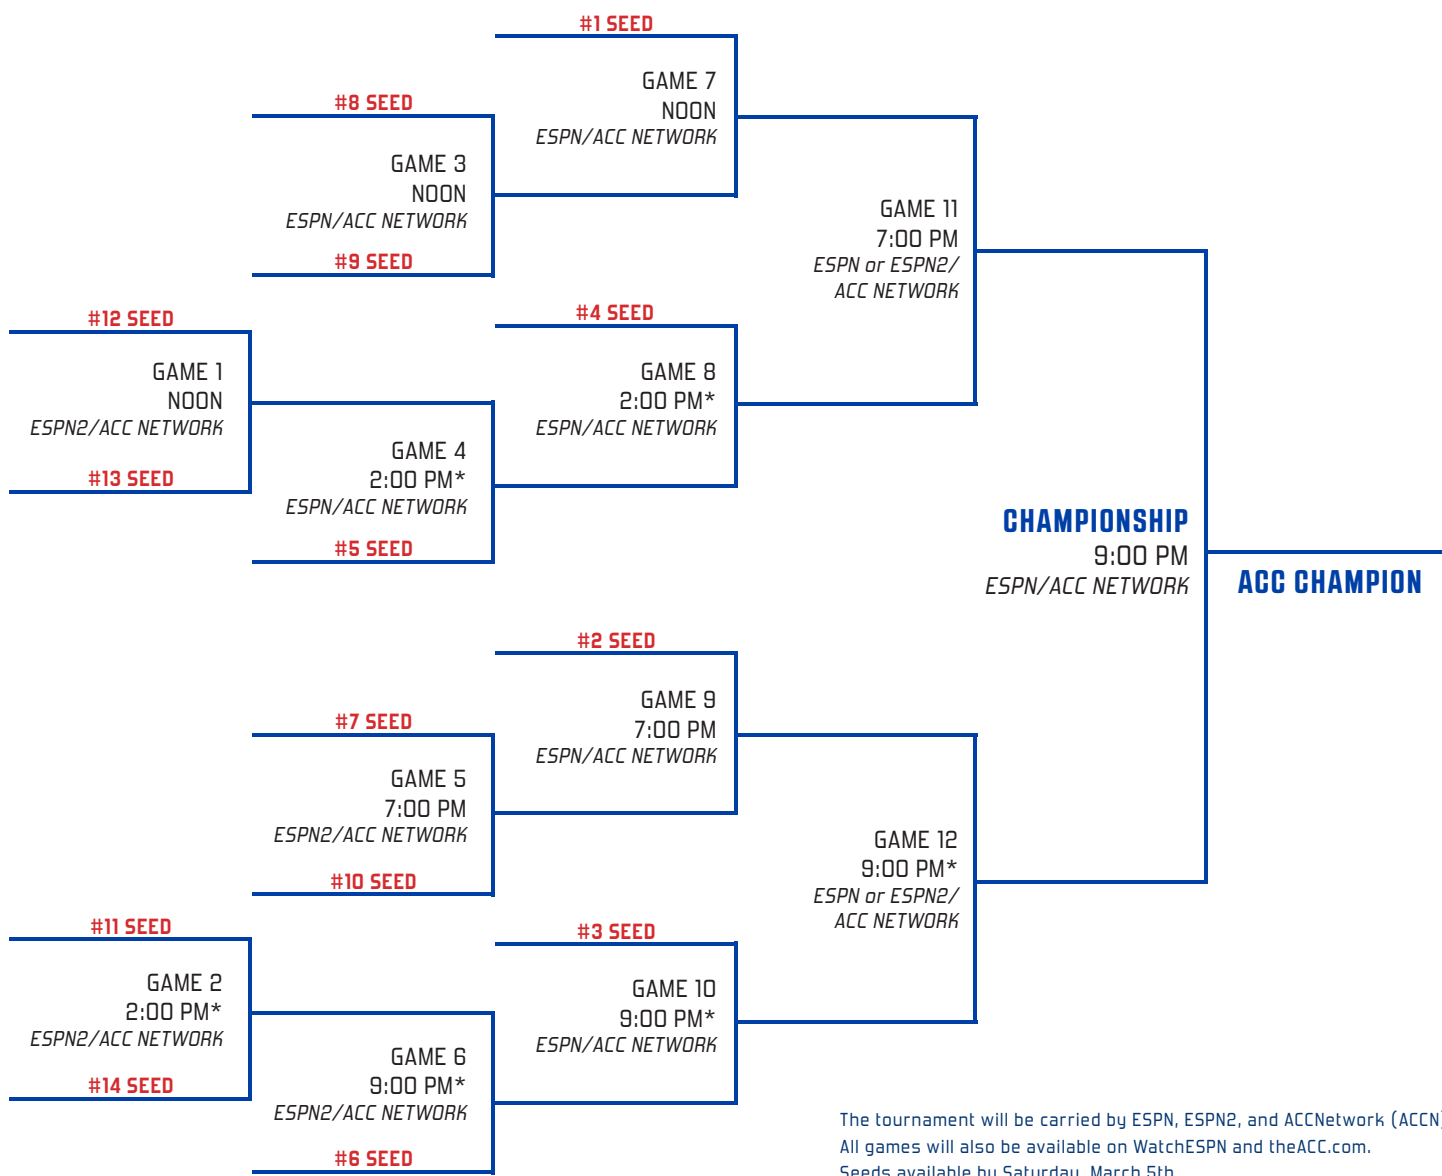 #1 SEED
GAME 7
NOON
ESPN/ACC NETWORK
#8 SEED
GAME 3
NOON
ESPN/ACC NETWORK
#9 SEED
GAME 11
7:00 PM
ESPN or ESPN2/
ACC NETWORK
#12 SEED
GAME 1
NOON
ESPN2/ACC NETWORK
#13 SEED
#4 SEED
GAME 8
2:00 PM*
ESPN/ACC NETWORK
GAME 4
2:00 PM*
ESPN/ACC NETWORK
#5 SEED
CHAMPIONSHIP
9:00 PM
ESPN/ACC NETWORK
ACC CHAMPION
#2 SEED
GAME 9
7:00 PM
ESPN/ACC NETWORK
#7 SEED
GAME 5
7:00 PM
ESPN2/ACC NETWORK
#10 SEED
GAME 12
9:00 PM*
ESPN or ESPN2/
ACC NETWORK
#11 SEED
GAME 2
2:00 PM*
ESPN2/ACC NETWORK
#14 SEED
#3 SEED
GAME 10
9:00 PM*
ESPN/ACC NETWORK
GAME 6
9:00 PM*
ESPN2/ACC NETWORK
#6 SEED
The tournament will be carried by ESPN, ESPN2, and ACCNetwork (ACCN)
All games will also be available on WatchESPN and theACC.com.
Seeds available by Saturday, March 5th